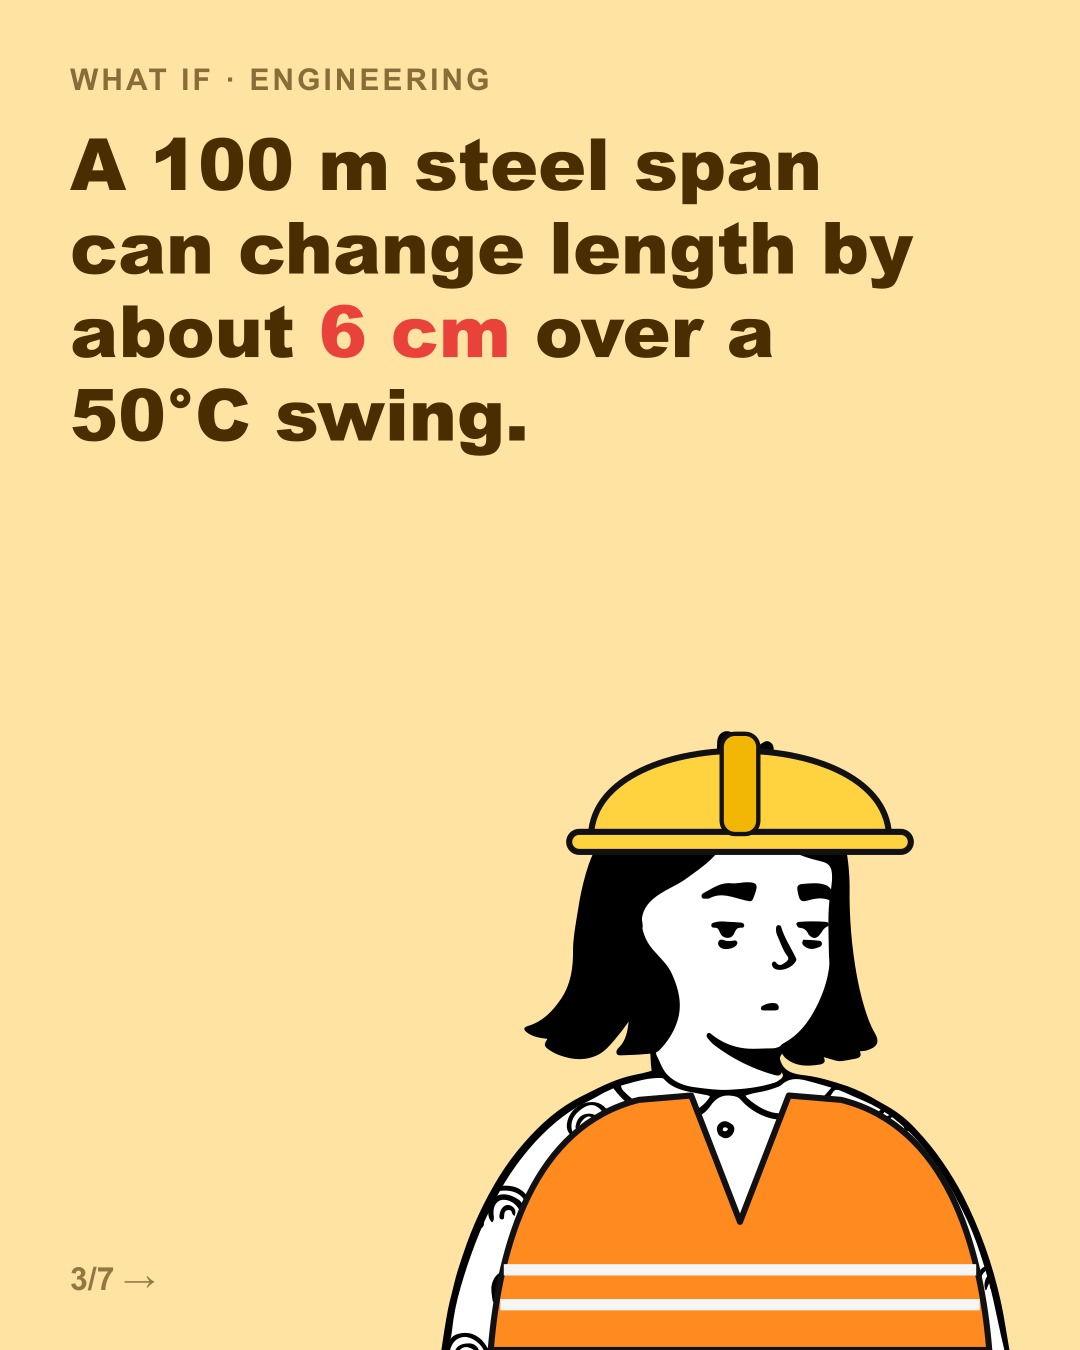 WHAT IF · ENGINEERING
A 100 m steel span
can change length by
about 6 cm over a
50°C swing.
3/7 →